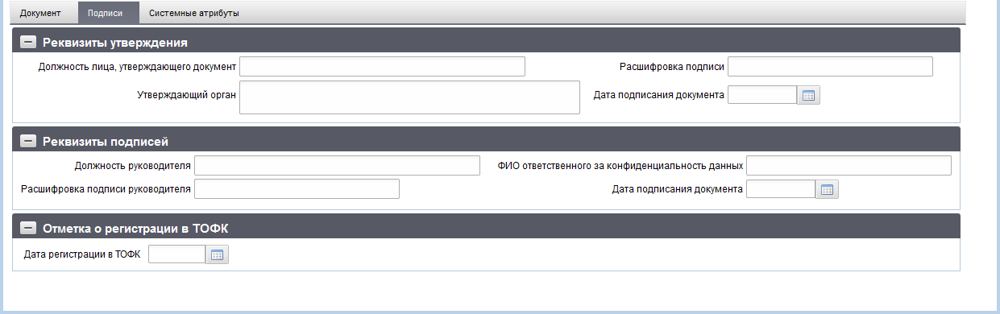 Документ Подписи Системные атрибуты
Реквизиты утверждения
Должность лица, утверждающего документ Расшифровка подписи
Утверждающий орган Дата подписания документа
Реквизиты подписей
Должность руководителя ФИО ответственного за конфиденциальность данных
Расшифровка подписи руководителя Дата подписания документа
Отметка о регистрации в ТОФК
Дата регистрации в ТОФК